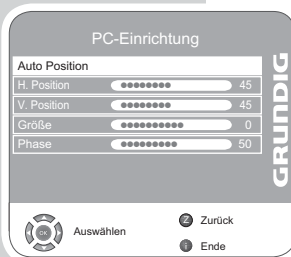 PC-Einrichtung
Auto Position
H. Position 45
V. Position 45
Größe 0
Phase 50
GRUNDIG
OK Auswählen
Z Zurück
i Ende